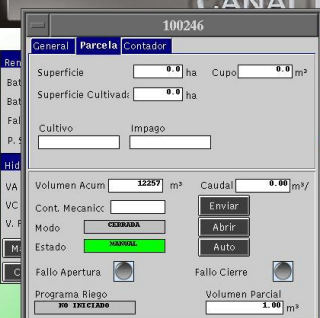 CANAL
100246
General Parcela Contador
Ren
Superficie 0.0 ha Cupo 0.0 m³
Bat
Bat
Superficie Cultivada 0.0 ha
Fal
P. S
Cultivo Impago
Hid
VA
Volumen Acum 12257 m³ Caudal 0.00 m³/
VC
Cont. Mecanicc Enviar
V. F
Modo CERRADA Abrir
M
Estado MANUAL Auto
C
Fallo Apertura Fallo Cierre
Programa Riego Volumen Parcial
NO INICIADO 1.00 m³